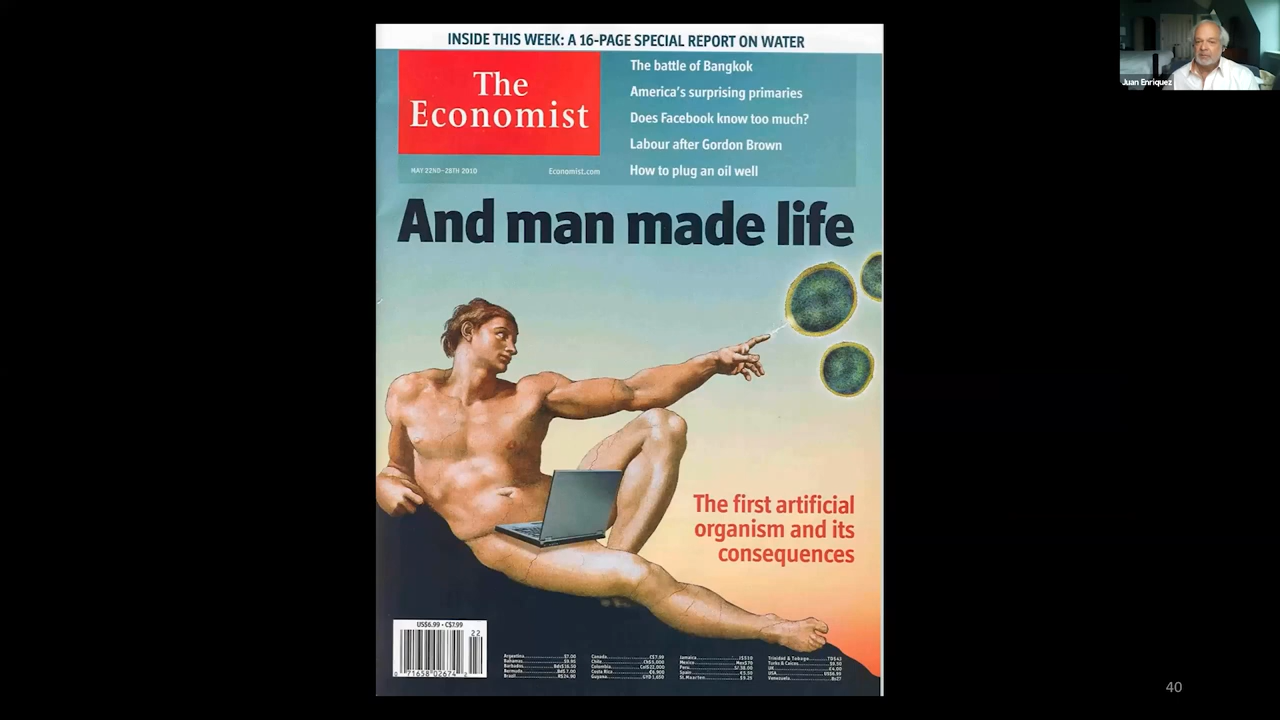 INSIDE THIS WEEK: A 16-PAGE SPECIAL REPORT ON WATER
The
Economist
MAY 22ND–28TH 2010
Economist.com
The battle of Bangkok
America's surprising primaries
Does Facebook know too much?
Labour after Gordon Brown
How to plug an oil well
And man made life
The first artificial
organism and its
consequences
US$6.99 • C$7.99
22
71658 02674
Juan Enriquez
40